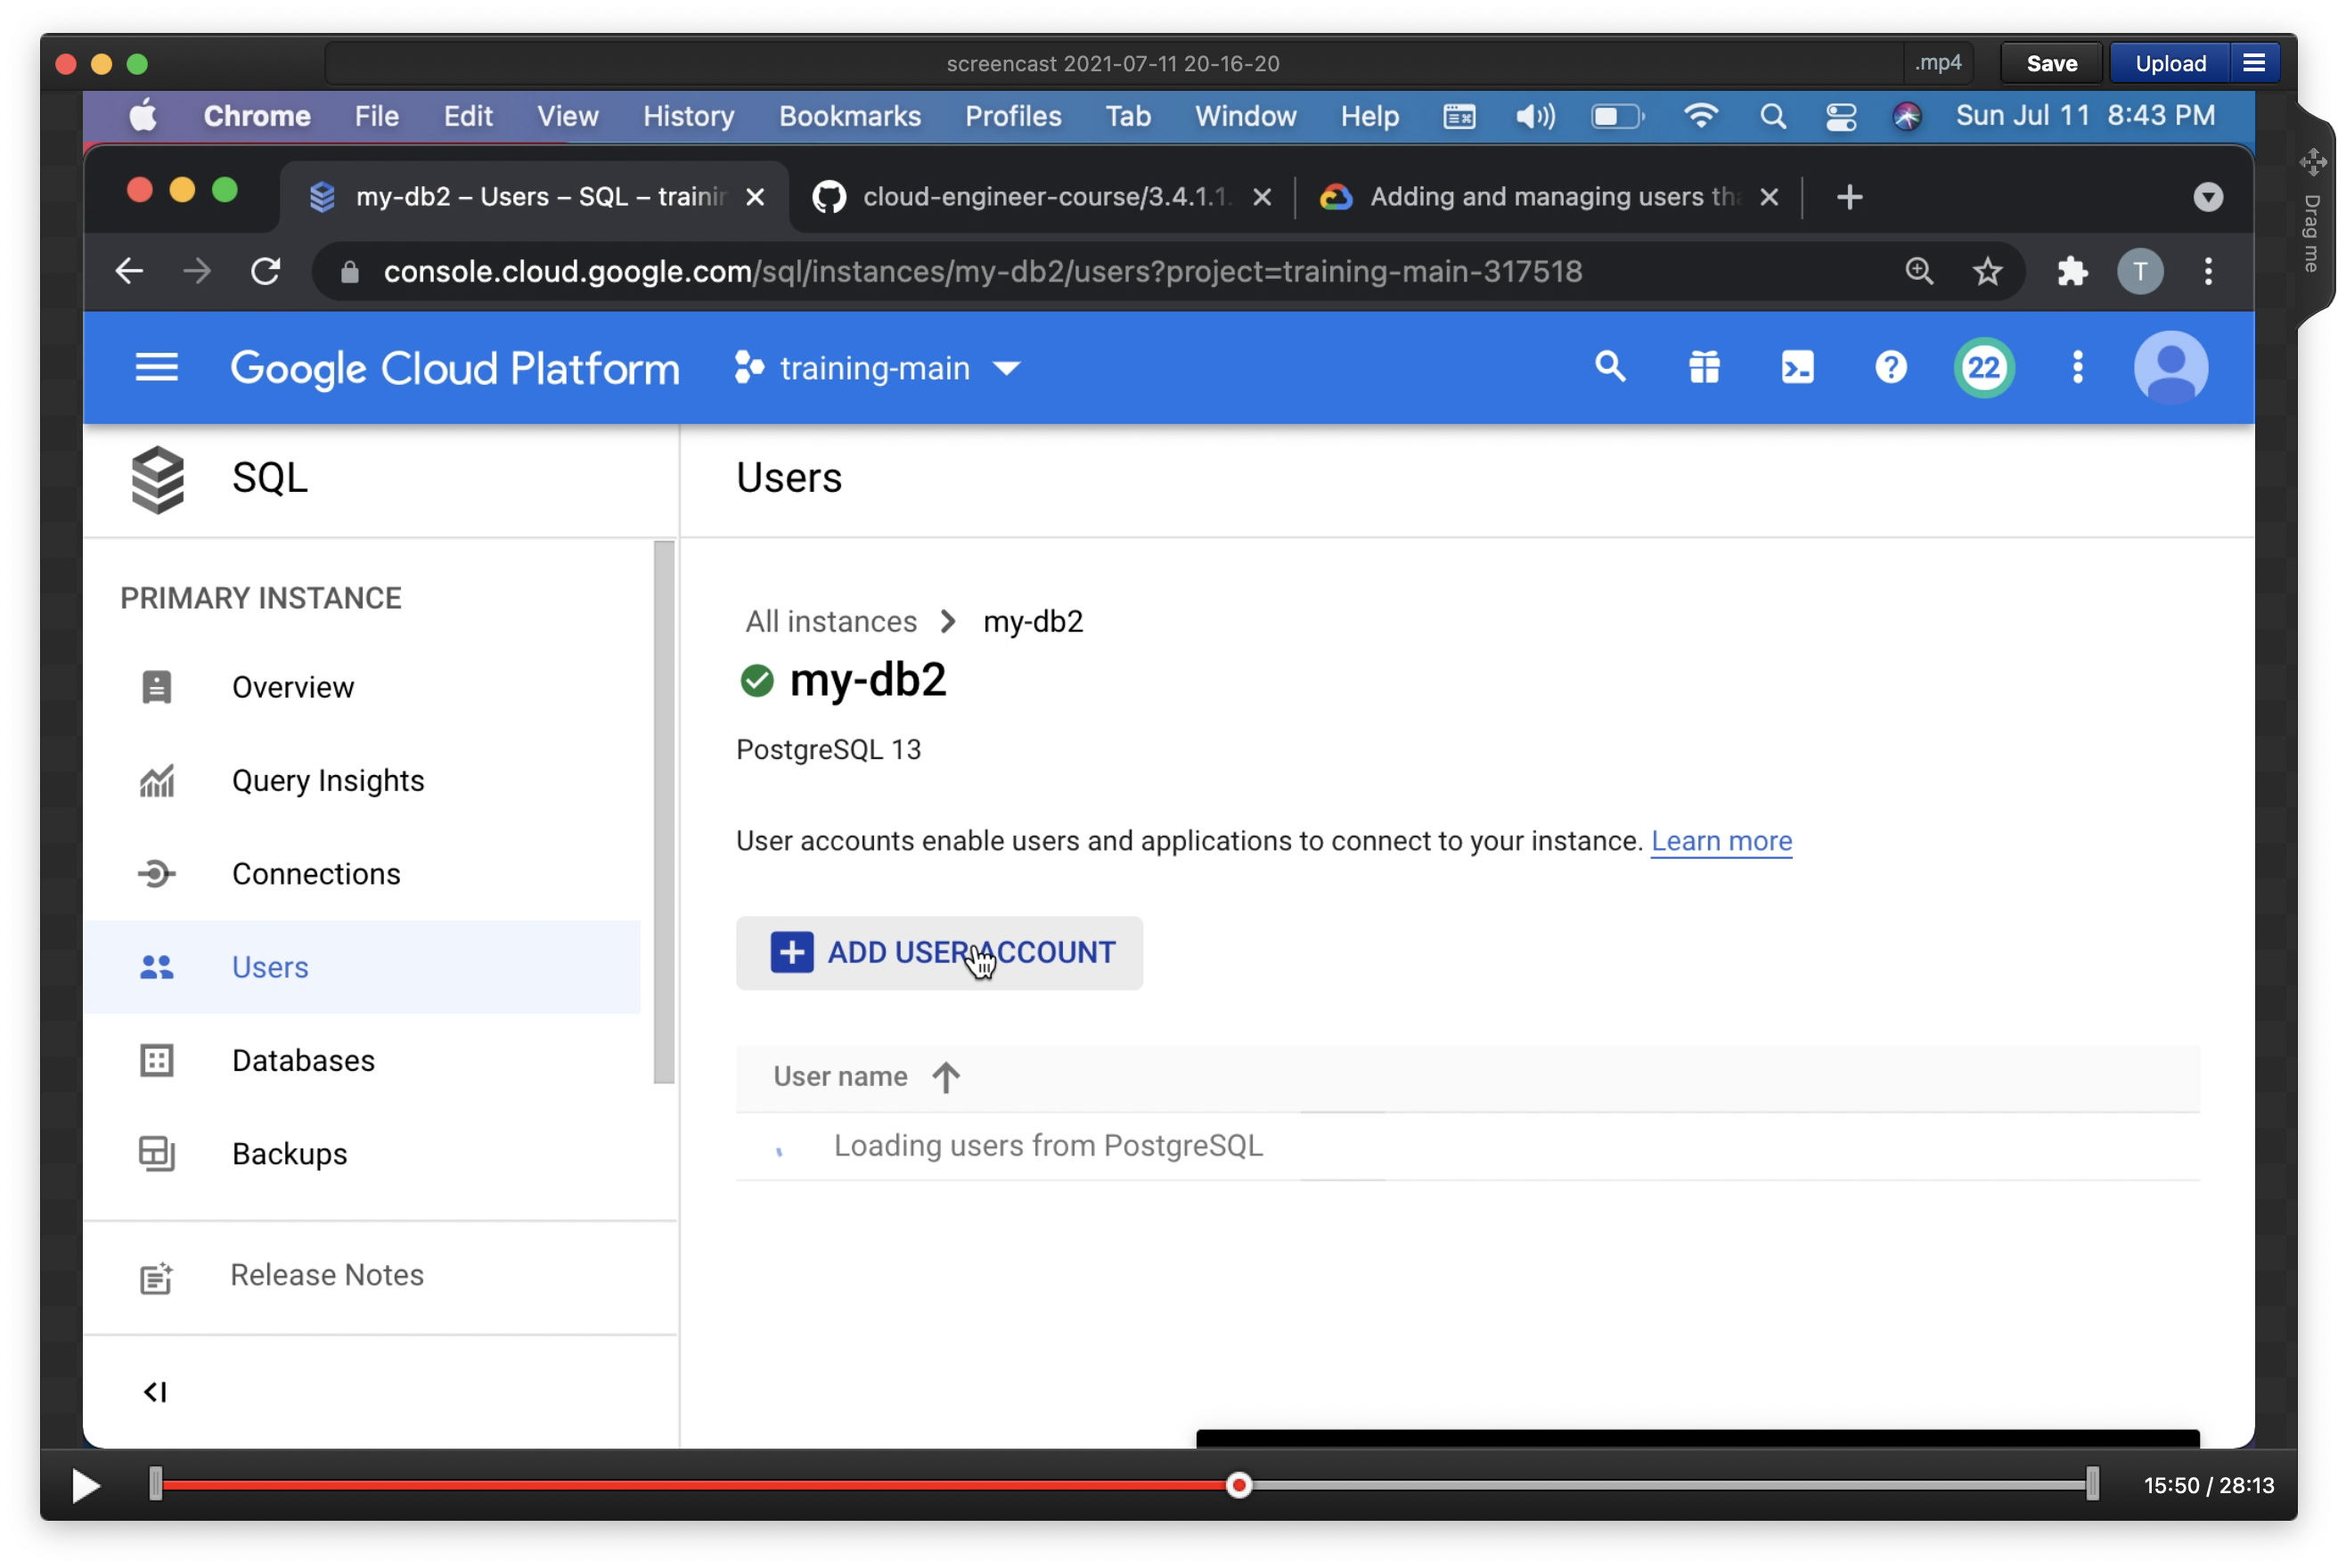 screencast 2021-07-11 20-16-20
.mp4
Save
Upload
Drag me
Chrome File Edit View History Bookmarks Profiles Tab Window Help Sun Jul 11 8:43 PM
my-db2 – Users – SQL – trainin
cloud-engineer-course/3.4.1.1.
Adding and managing users tha
console.cloud.google.com/sql/instances/my-db2/users?project=training-main-317518
T
Google Cloud Platform
training-main
22
SQL
Users
PRIMARY INSTANCE
Overview
Query Insights
Connections
Users
Databases
Backups
Release Notes
All instances > my-db2
my-db2
PostgreSQL 13
User accounts enable users and applications to connect to your instance. Learn more
ADD USER ACCOUNT
User name
Loading users from PostgreSQL
15:50 / 28:13